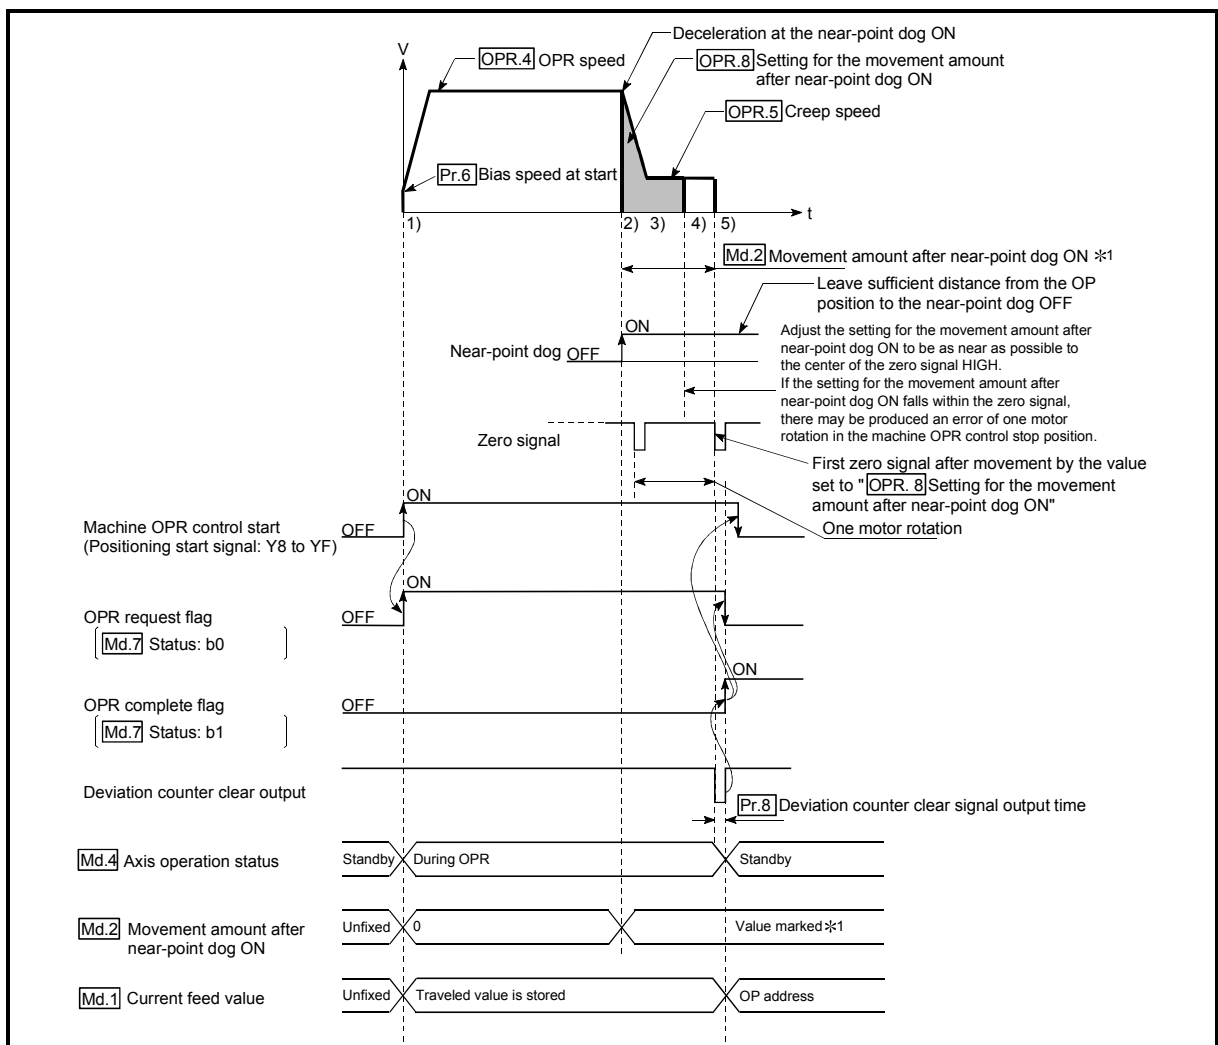 Deceleration at the near-point dog ON
V
OPR.4 OPR speed
OPR.8 Setting for the movement amount
after near-point dog ON
OPR.5 Creep speed
Pr.6 Bias speed at start
t
1) 2) 3) 4) 5)
Md.2 Movement amount after near-point dog ON ✻1
Leave sufficient distance from the OP
position to the near-point dog OFF
ON
Near-point dog OFF
Adjust the setting for the movement amount after
near-point dog ON to be as near as possible to
the center of the zero signal HIGH.
If the setting for the movement amount after
near-point dog ON falls within the zero signal,
there may be produced an error of one motor
rotation in the machine OPR control stop position.
Zero signal
First zero signal after movement by the value
set to " OPR. 8 Setting for the movement
amount after near-point dog ON"
One motor rotation
ON
Machine OPR control start
(Positioning start signal: Y8 to YF)
OFF
ON
OPR request flag
OFF
Md.7 Status: b0
ON
OPR complete flag
OFF
Md.7 Status: b1
Deviation counter clear output
Pr.8 Deviation counter clear signal output time
Md.4 Axis operation status
Standby During OPR Standby
Md.2 Movement amount after
near-point dog ON
Unfixed 0 Value marked ✻1
Md.1 Current feed value
Unfixed Traveled value is stored OP address